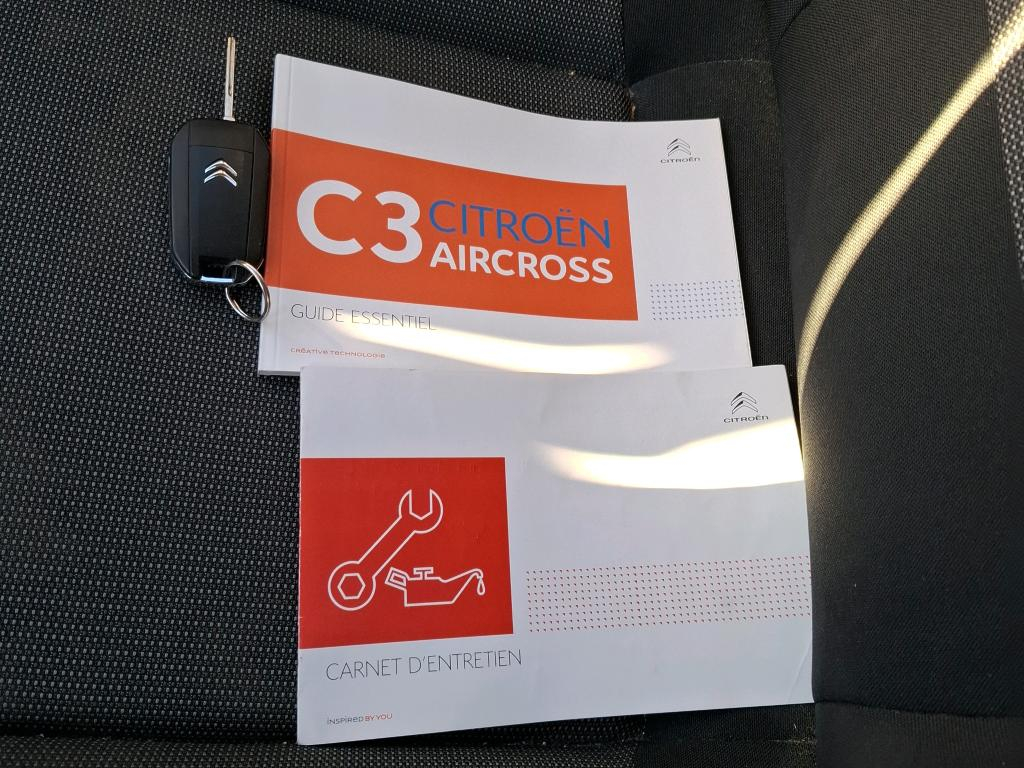 CITROËN
C3 CITROËN
AIRCROSS
GUIDE ESSENTIEL
CRÉATIVE TECHNOLOGIE
CITROËN
CARNET D'ENTRETIEN
INSPIRED BY YOU